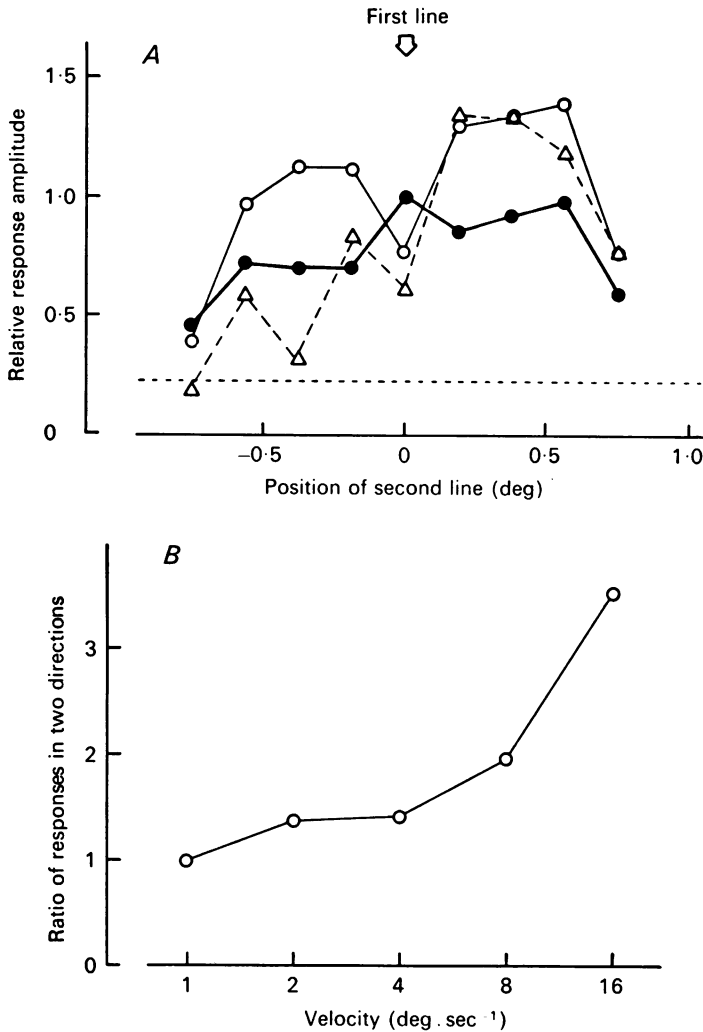 First line
A
1·5
1·0
0·5
0
Relative response amplitude
−0·5 0 0·5 1·0
Position of second line (deg)
B
3
2
1
0
Ratio of responses in two directions
1 2 4 8 16
Velocity (deg . sec⁻¹)